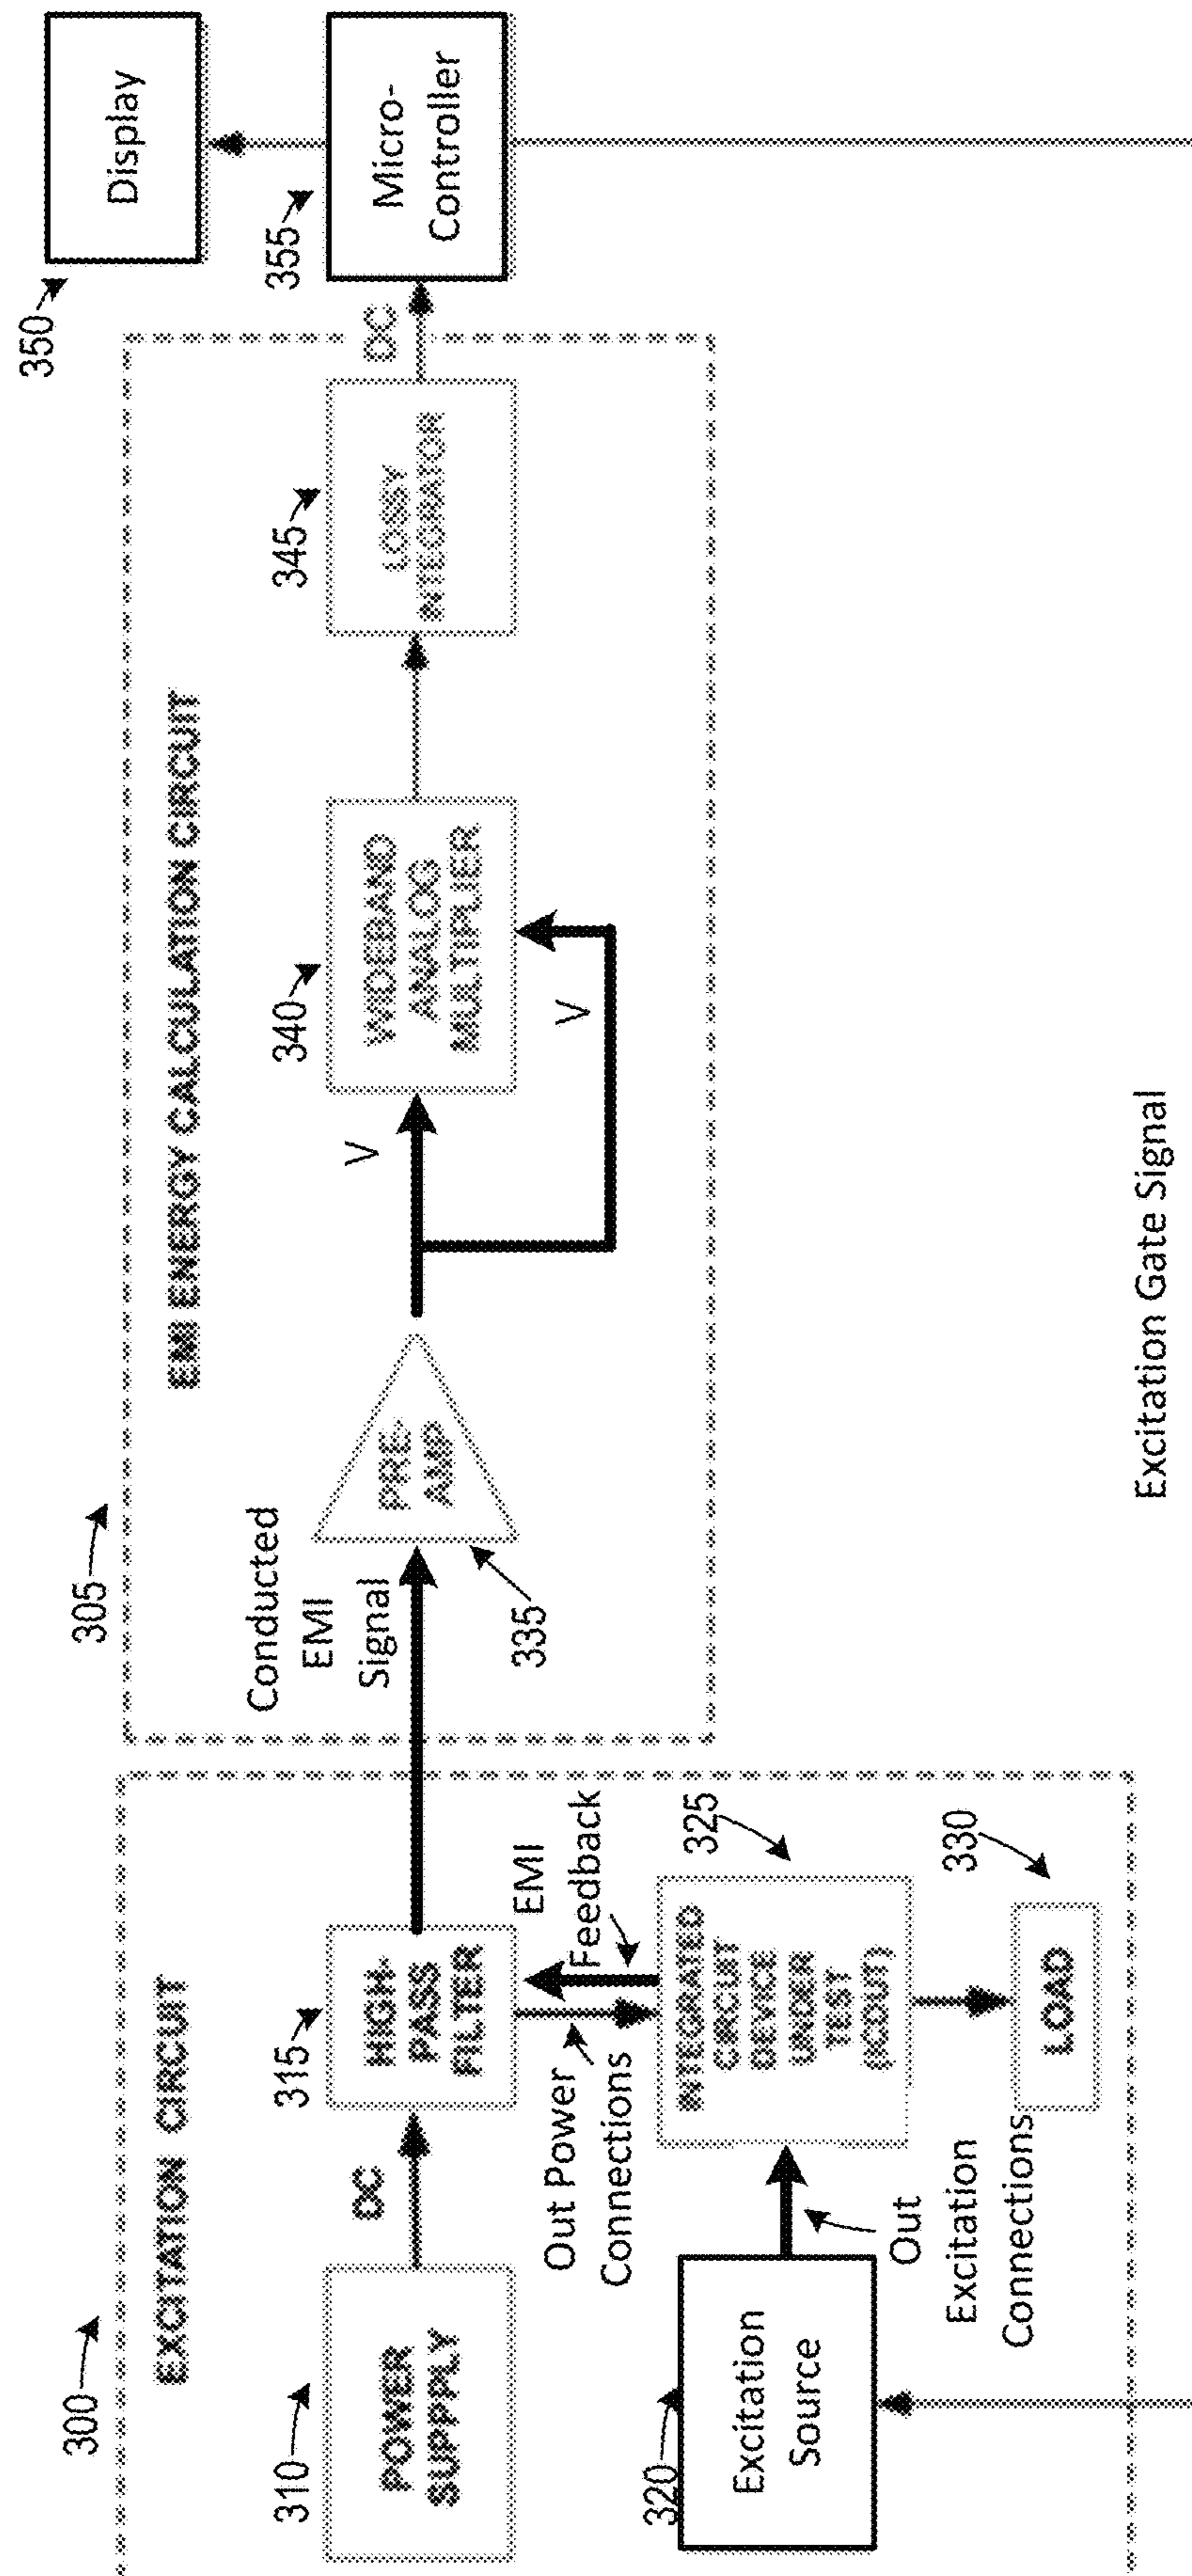 300
EXCITATION CIRCUIT
310
POWER
SUPPLY
DC
315
HIGH-
PASS
FILTER
Out Power
Connections
EMI
Feedback
320
Excitation
Source
Out
Excitation
Connections
325
INTEGRATED
CIRCUIT
DEVICE
UNDER
TEST
(ICOUT)
330
LOAD
305
EMI ENERGY CALCULATION CIRCUIT
Conducted
EMI
Signal
335
PRE-
AMP
V
V
340
WIDEBAND
ANALOG
MULTIPLIER
345
LOSSY
INTEGRATOR
DC
350
Display
355
Micro-
Controller
Excitation Gate Signal